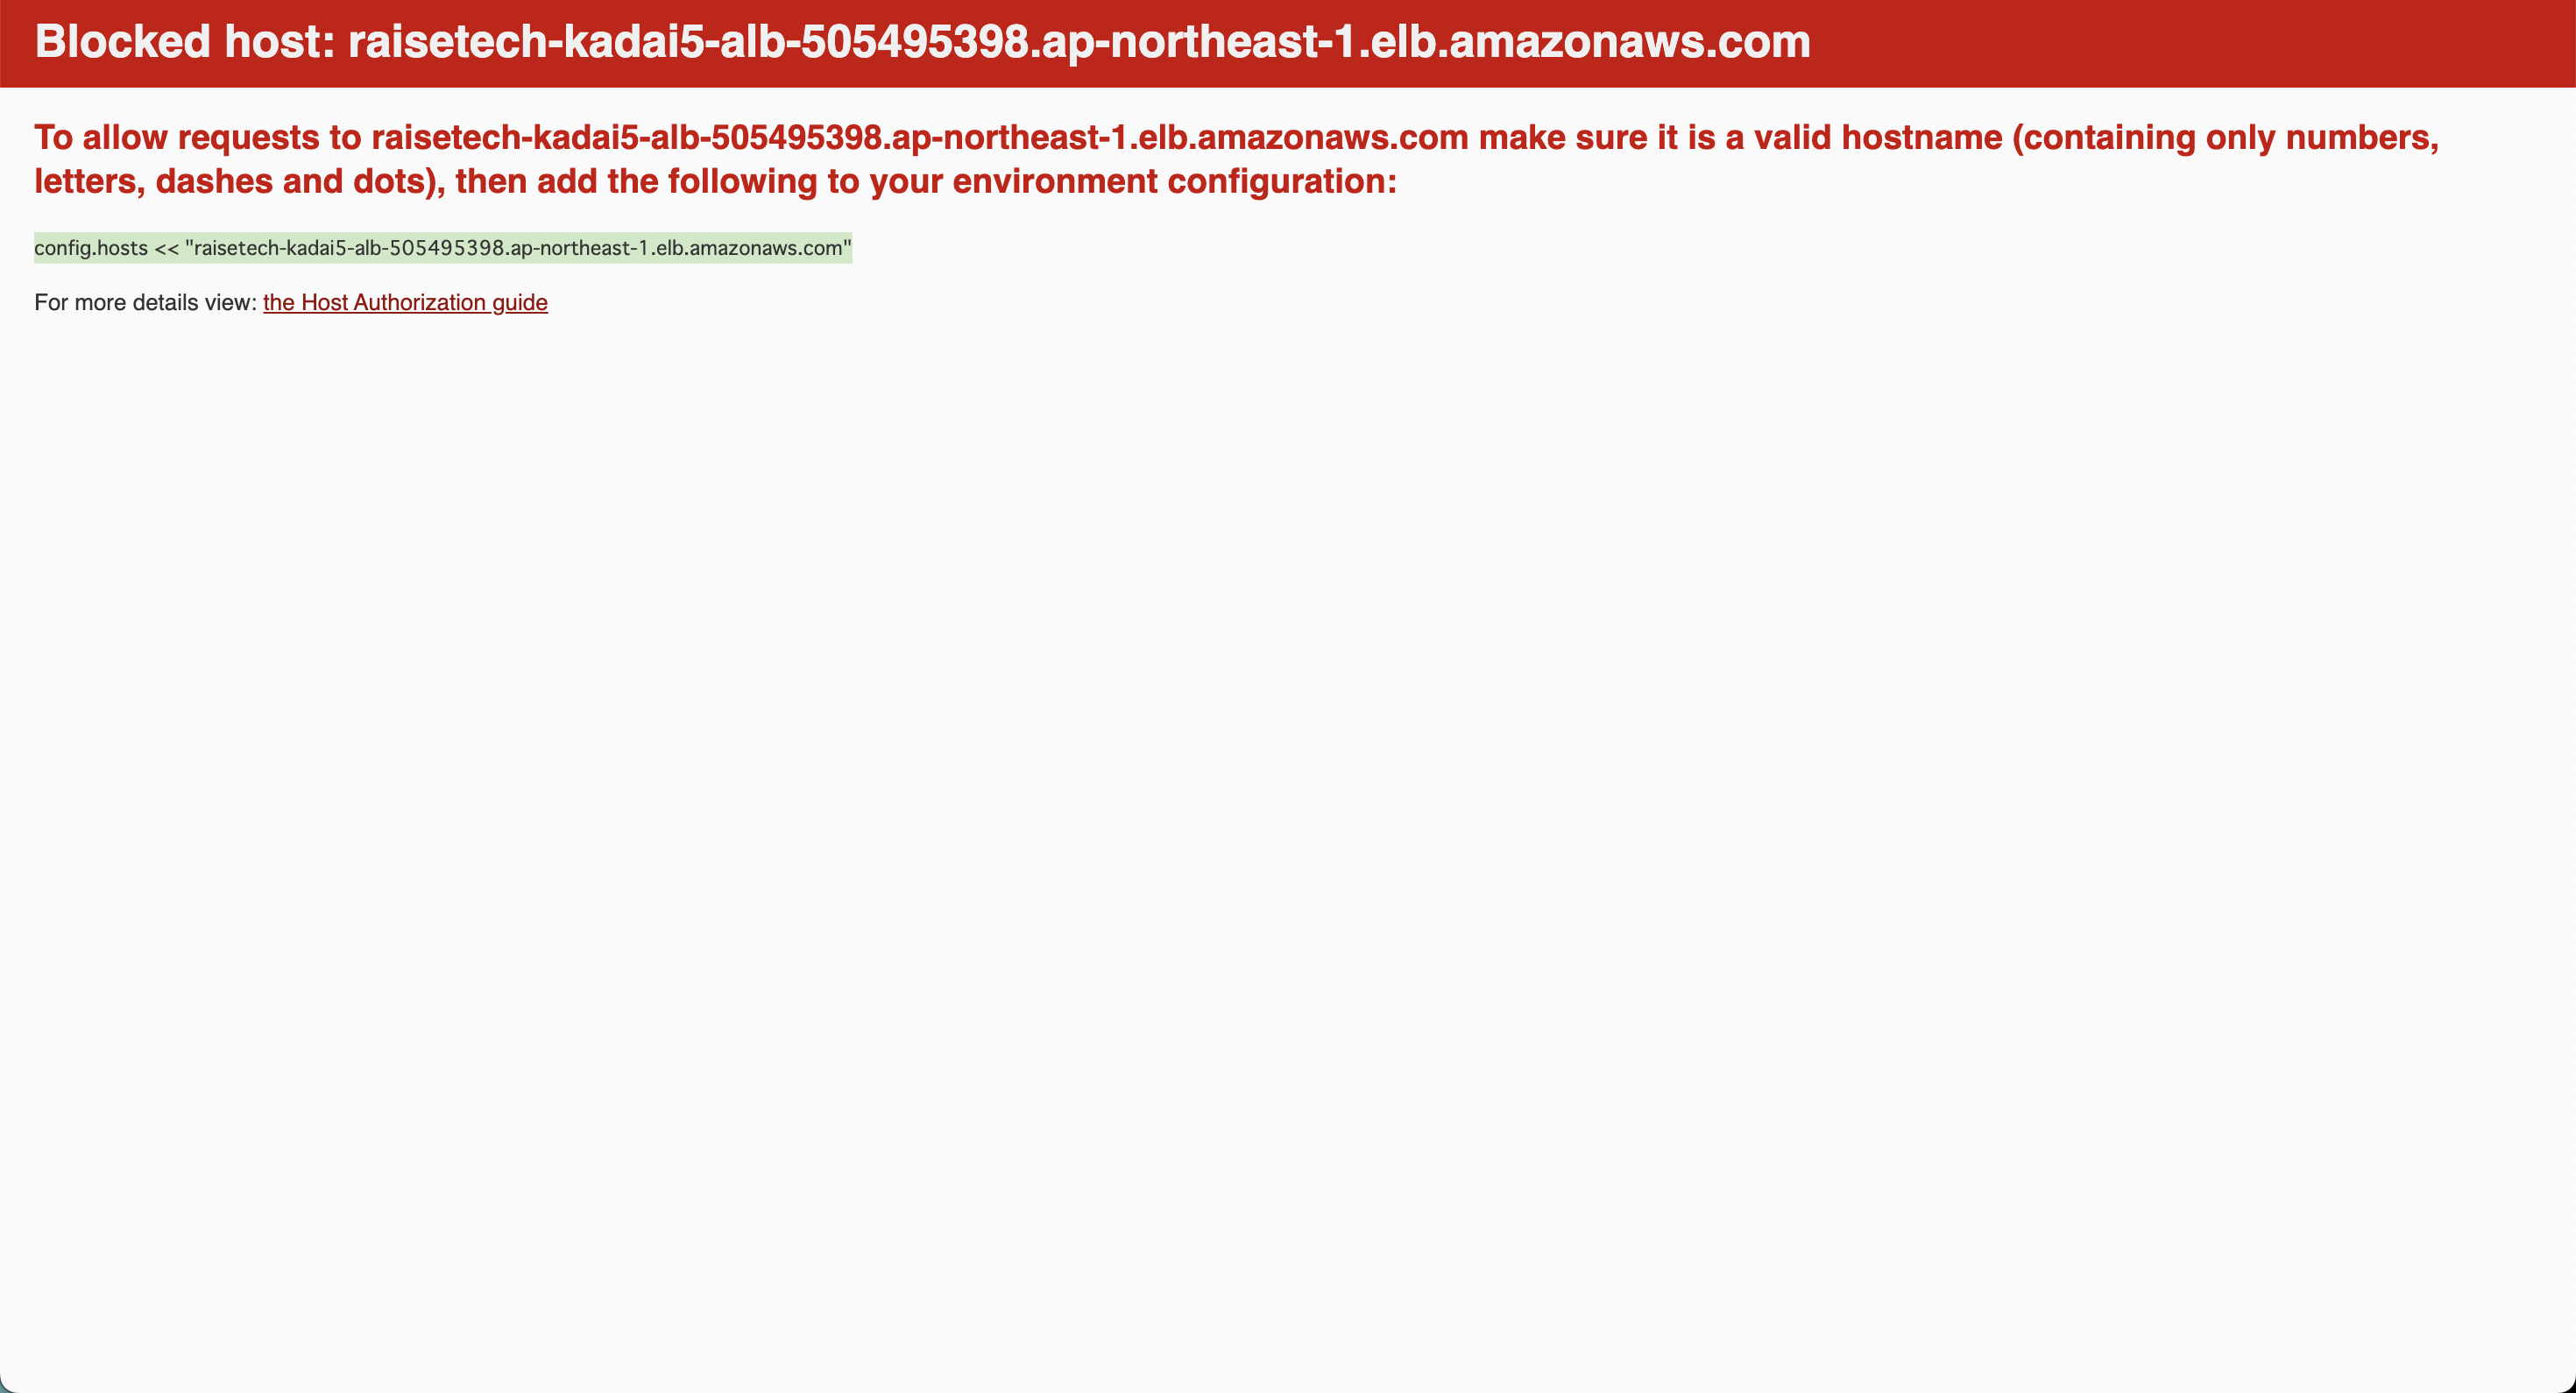 Blocked host: raisetech-kadai5-alb-505495398.ap-northeast-1.elb.amazonaws.com
To allow requests to raisetech-kadai5-alb-505495398.ap-northeast-1.elb.amazonaws.com make sure it is a valid hostname (containing only numbers,
letters, dashes and dots), then add the following to your environment configuration:
config.hosts << "raisetech-kadai5-alb-505495398.ap-northeast-1.elb.amazonaws.com"
For more details view: the Host Authorization guide